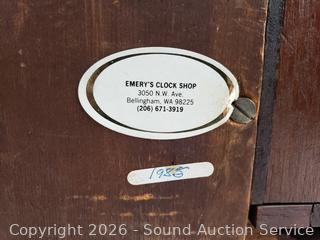 EMERY'S CLOCK SHOP
3050 N.W. Ave.
Bellingham, WA 98225
(206) 671-3919
1985
Copyright © 2026 - Sound Auction Service